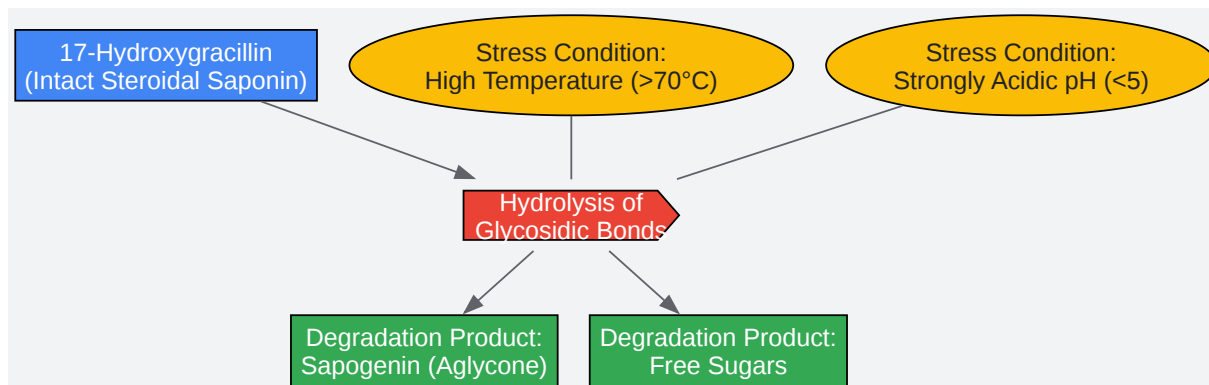 17-Hydroxygracillin
(Intact Steroidal Saponin)
Stress Condition:
High Temperature (>70°C)
Stress Condition:
Strongly Acidic pH (<5)
Hydrolysis of
Glycosidic Bonds
Degradation Product:
Sapogenin (Aglycone)
Degradation Product:
Free Sugars